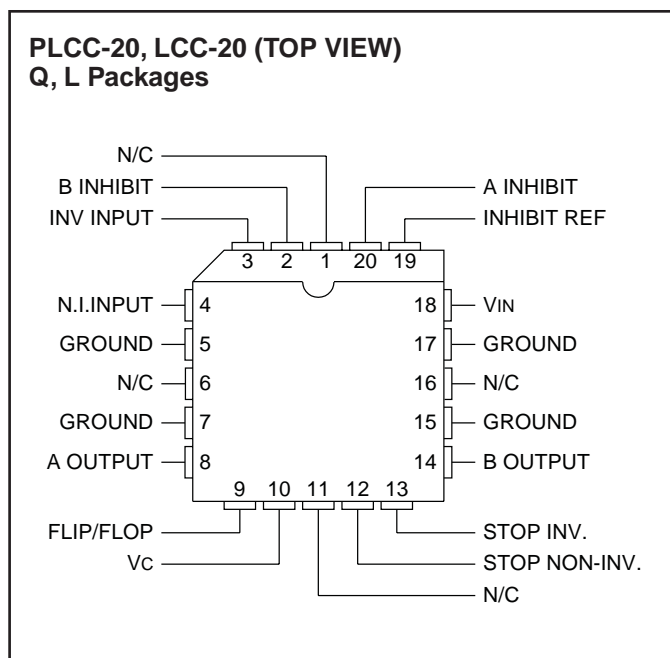 PLCC-20, LCC-20 (TOP VIEW)
Q, L Packages
N/C
B INHIBIT
INV INPUT
A INHIBIT
INHIBIT REF
3 2 1 20 19
N.I.INPUT 4
18 VIN
GROUND 5
17 GROUND
N/C 6
16 N/C
GROUND 7
15 GROUND
A OUTPUT 8
14 B OUTPUT
9 10 11 12 13
FLIP/FLOP
VC
STOP INV.
STOP NON-INV.
N/C